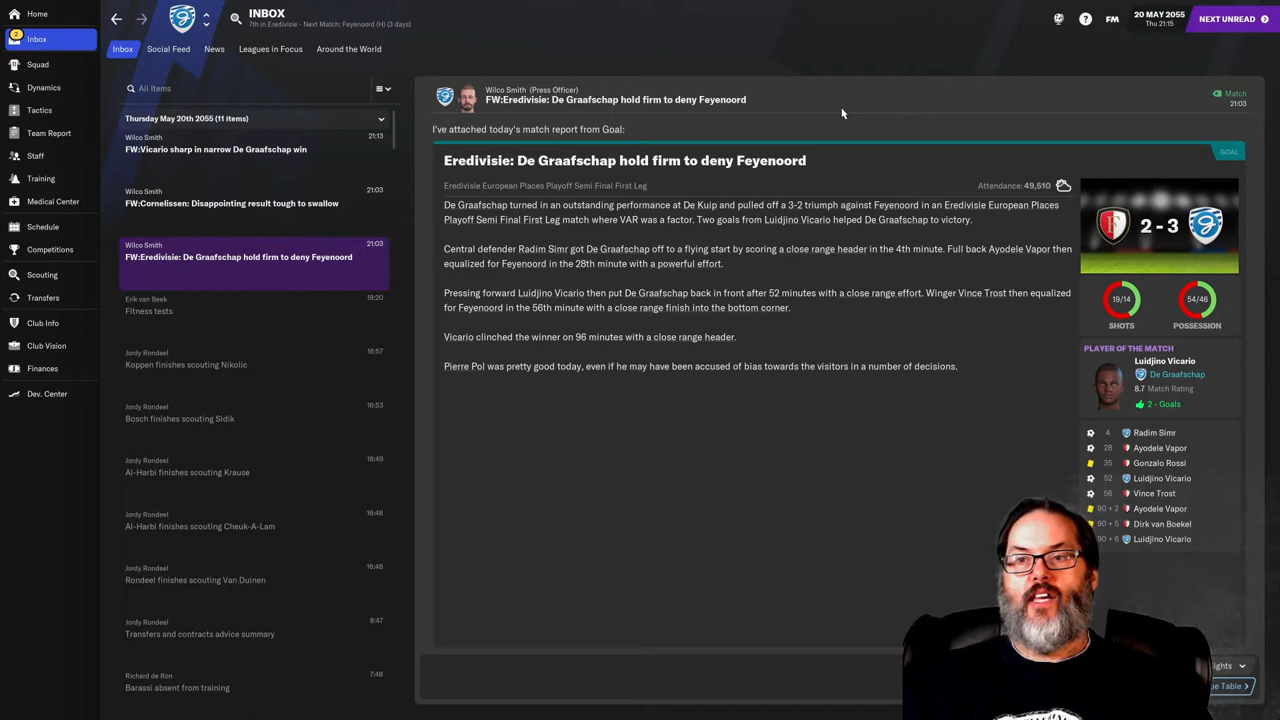 Home
Inbox
2
Squad
Dynamics
Tactics
Team Report
Staff
Training
Medical Center
Schedule
Competitions
Scouting
Transfers
Club Info
Club Vision
Finances
Dev. Center
INBOX
7th in Eredivisie - Next Match: Feyenoord (H) (3 days)
FM
20 MAY 2055
Thu 21:15
NEXT UNREAD
Inbox
Social Feed
News
Leagues in Focus
Around the World
All Items
Thursday May 20th 2055 (11 items)
Wilco Smith
21:13
FW:Vicario sharp in narrow De Graafschap win
Wilco Smith
21:03
FW:Cornelissen: Disappointing result tough to swallow
Wilco Smith
21:03
FW:Eredivisie: De Graafschap hold firm to deny Feyenoord
Erik van Beek
19:20
Fitness tests
Jordy Rondeel
16:57
Koppen finishes scouting Nikolic
Jordy Rondeel
16:53
Bosch finishes scouting Sidik
Jordy Rondeel
16:49
Al-Harbi finishes scouting Krause
Jordy Rondeel
16:48
Al-Harbi finishes scouting Cheuk-A-Lam
Jordy Rondeel
16:48
Rondeel finishes scouting Van Duinen
Jordy Rondeel
8:47
Transfers and contracts advice summary
Richard de Ron
7:48
Barassi absent from training
Wilco Smith (Press Officer)
FW:Eredivisie: De Graafschap hold firm to deny Feyenoord
Match
21:03
I've attached today's match report from Goal:
Eredivisie: De Graafschap hold firm to deny Feyenoord
GOAL
Eredivisie European Places Playoff Semi Final First Leg
Attendance: 49,510
De Graafschap turned in an outstanding performance at De Kuip and pulled off a 3-2 triumph against Feyenoord in an Eredivisie European Places
Playoff Semi Final First Leg match where VAR was a factor. Two goals from Luidjino Vicario helped De Graafschap to victory.
Central defender Radim Simr got De Graafschap off to a flying start by scoring a close range header in the 4th minute. Full back Ayodele Vapor then
equalized for Feyenoord in the 28th minute with a powerful effort.
Pressing forward Luidjino Vicario then put De Graafschap back in front after 52 minutes with a close range effort. Winger Vince Trost then equalized
for Feyenoord in the 56th minute with a close range finish into the bottom corner.
Vicario clinched the winner on 96 minutes with a close range header.
Pierre Pol was pretty good today, even if he may have been accused of bias towards the visitors in a number of decisions.
2 - 3
19/14
SHOTS
54/46
POSSESSION
PLAYER OF THE MATCH
Luidjino Vicario
De Graafschap
8.7 Match Rating
2 - Goals
4 Radim Simr
28 Ayodele Vapor
35 Gonzalo Rossi
52 Luidjino Vicario
56 Vince Trost
90 + 2 Ayodele Vapor
90 + 5 Dirk van Boekel
90 + 6 Luidjino Vicario
Table